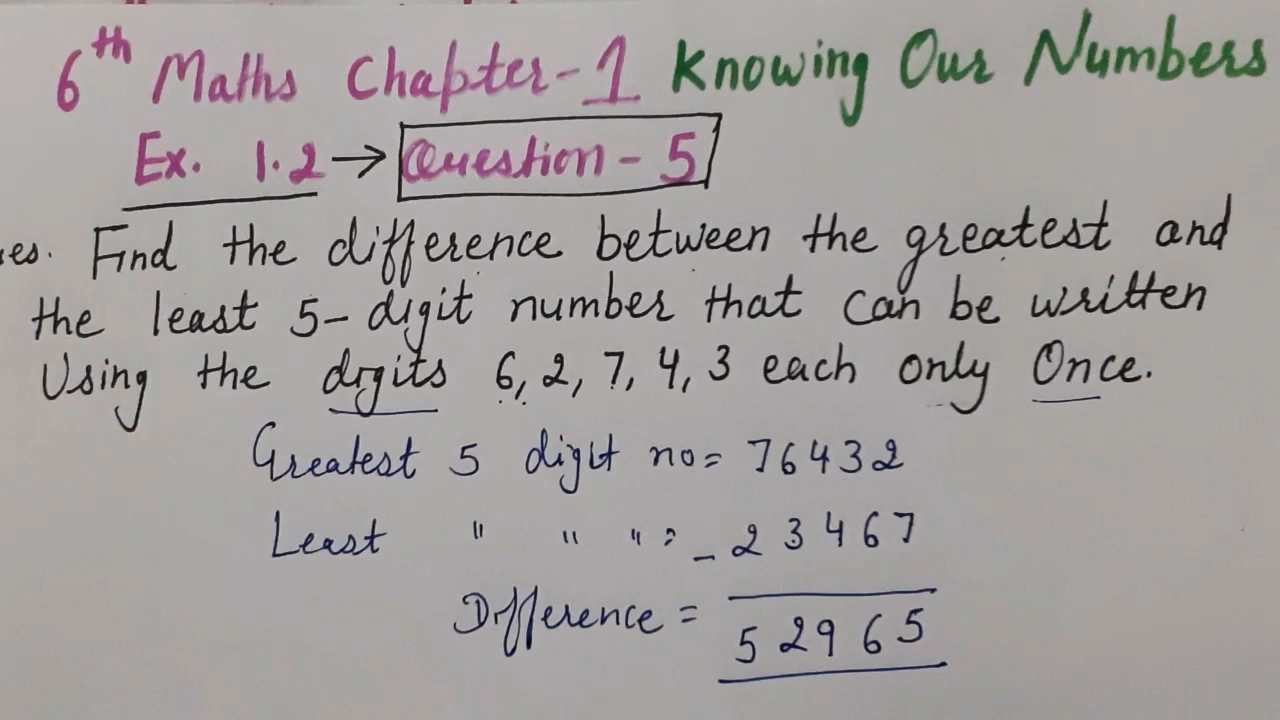 6th Maths Chapter-1 Knowing Our Numbers
Ex. 1.2 → Question - 5
Find the difference between the greatest and
the least 5-digit number that can be written
Using the digits 6, 2, 7, 4, 3 each only Once.
Greatest 5 digit no = 76432
Least " " " = - 23467
Difference = 52965